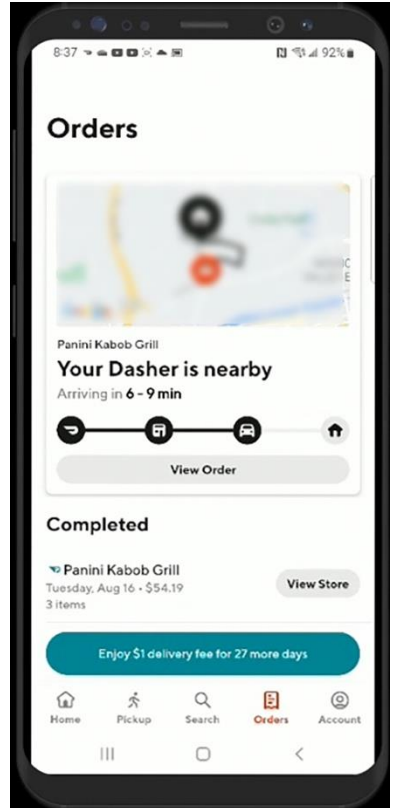 8:37
92%
Orders
Panini Kabob Grill
Your Dasher is nearby
Arriving in 6 - 9 min
View Order
Completed
Panini Kabob Grill
Tuesday, Aug 16 • $54.19
3 items
View Store
Enjoy $1 delivery fee for 27 more days
Home
Pickup
Search
Orders
Account